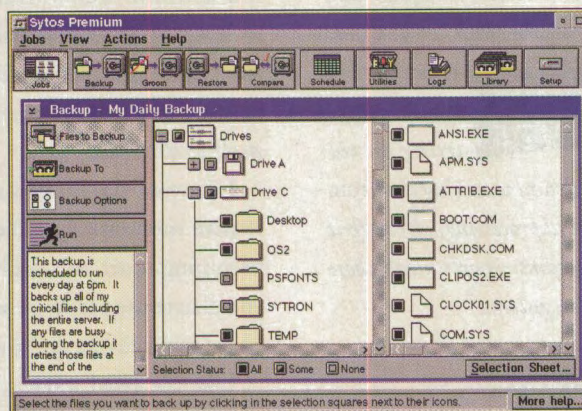 Sytos Premium
Jobs View Actions Help
Jobs Backup Groom Restore Compare Schedule Utilities Logs Library Setup
Backup - My Daily Backup
Files to Backup
Backup To
Backup Options
Run
This backup is
scheduled to run
every day at 6pm. It
backs up all of my
critical files including
the entire server. If
any files are busy
during the backup it
retries those files at
the end of the
Drives
Drive A
Drive C
Desktop
OS2
PSFONTS
SYTRON
TEMP
ANSI.EXE
APM.SYS
ATTRIB.EXE
BOOT.COM
CHKDSK.COM
CLIPOS2.EXE
CLOCK01.SYS
COM.SYS
Selection Status: All Some None
Selection Sheet...
Select the files you want to back up by clicking in the selection squares next to their icons.
More help...